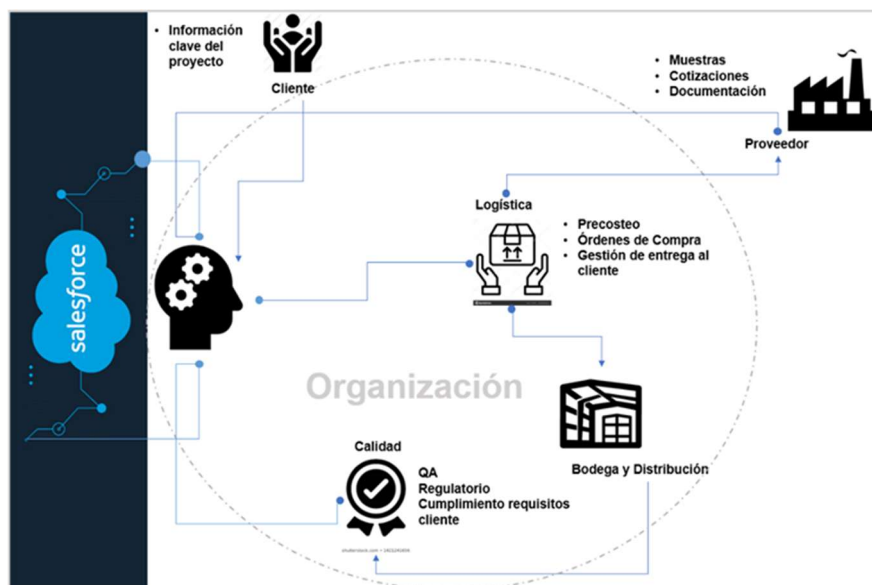 • Información
clave del
proyecto
Cliente
• Muestras
• Cotizaciones
• Documentación
Proveedor
Logística
• Precosteo
• Órdenes de Compra
• Gestión de entrega al
cliente
salesforce
Organización
Bodega y Distribución
Calidad
QA
Regulatorio
Cumplimiento requisitos
cliente